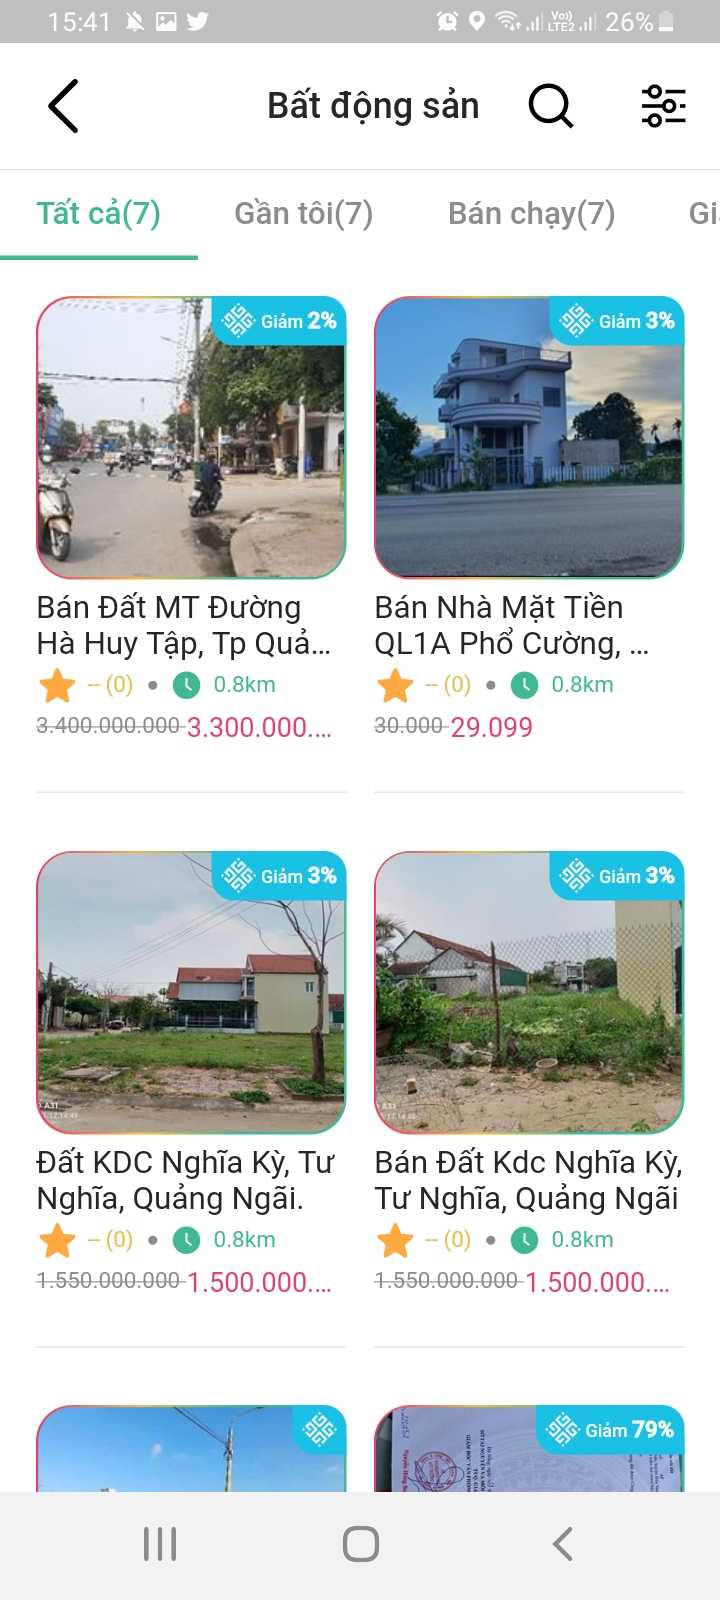 15:41
Vo))
LTE2
26%
Bất động sản
Tất cả(7)
Gần tôi(7)
Bán chạy(7)
Gi
Giảm 2%
Giảm 3%
Bán Đất MT Đường
Hà Huy Tập, Tp Quả...
-- (0)
0.8km
3.400.000.000 3.300.000....
Bán Nhà Mặt Tiền
QL1A Phổ Cường, ...
-- (0)
0.8km
30.000 29.099
Giảm 3%
Giảm 3%
A31
A31
Đất KDC Nghĩa Kỳ, Tư
Nghĩa, Quảng Ngãi.
-- (0)
0.8km
1.550.000.000 1.500.000....
Bán Đất Kdc Nghĩa Kỳ,
Tư Nghĩa, Quảng Ngãi
-- (0)
0.8km
1.550.000.000 1.500.000....
Giảm 79%